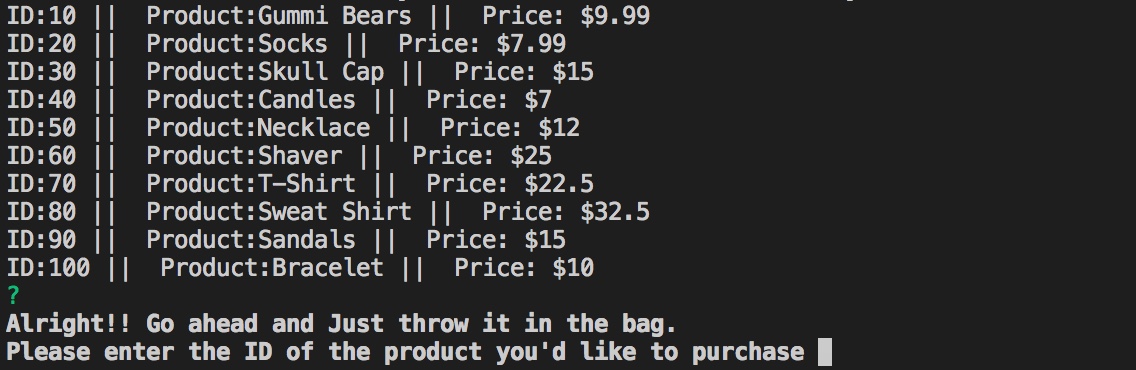 ID:10 ||  Product:Gummi Bears ||  Price: $9.99
ID:20 ||  Product:Socks ||  Price: $7.99
ID:30 ||  Product:Skull Cap ||  Price: $15
ID:40 ||  Product:Candles ||  Price: $7
ID:50 ||  Product:Necklace ||  Price: $12
ID:60 ||  Product:Shaver ||  Price: $25
ID:70 ||  Product:T-Shirt ||  Price: $22.5
ID:80 ||  Product:Sweat Shirt ||  Price: $32.5
ID:90 ||  Product:Sandals ||  Price: $15
ID:100 ||  Product:Bracelet ||  Price: $10
?
Alright!! Go ahead and Just throw it in the bag.
Please enter the ID of the product you'd like to purchase